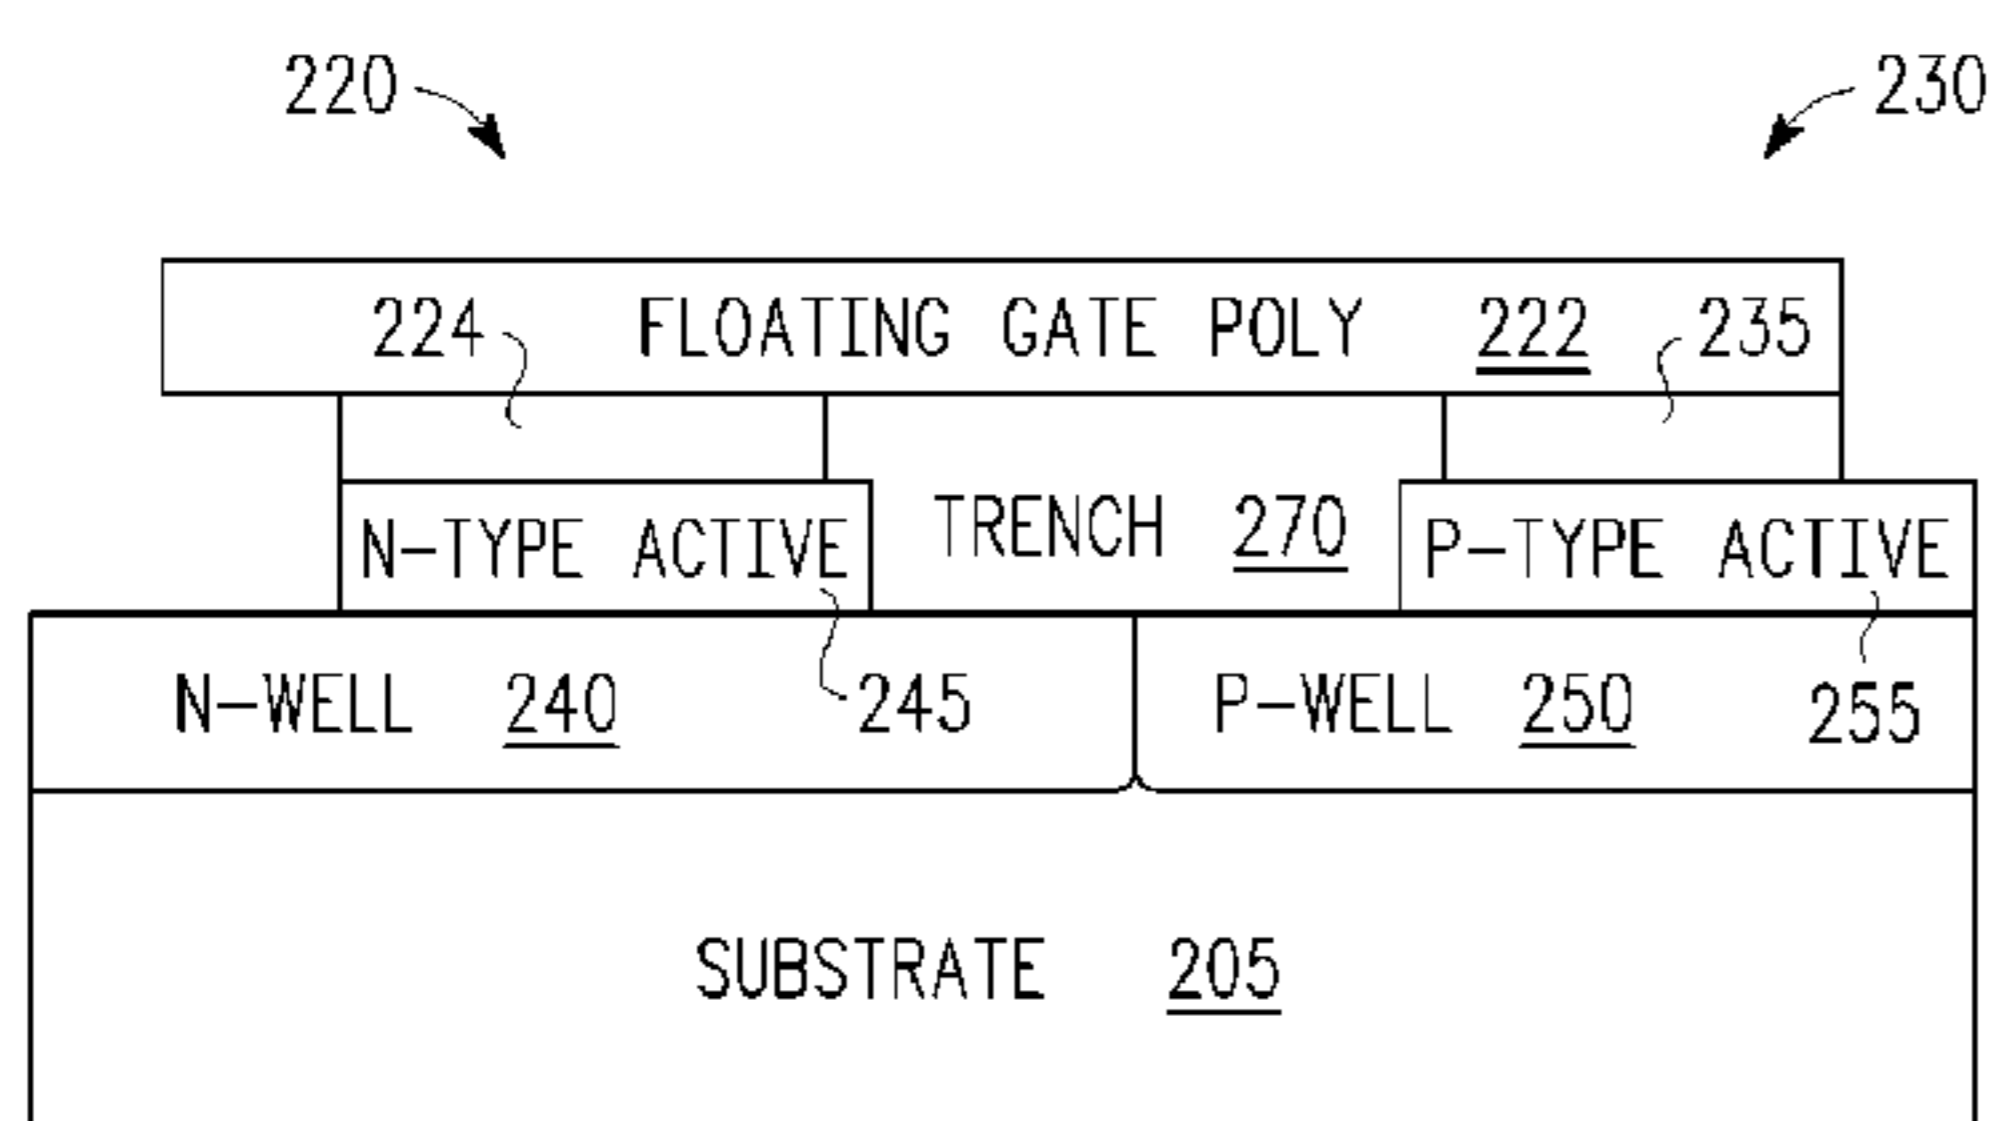 220 230
224 FLOATING GATE POLY 222 235
N-TYPE ACTIVE TRENCH 270 P-TYPE ACTIVE
N-WELL 240 245 P-WELL 250 255
SUBSTRATE 205